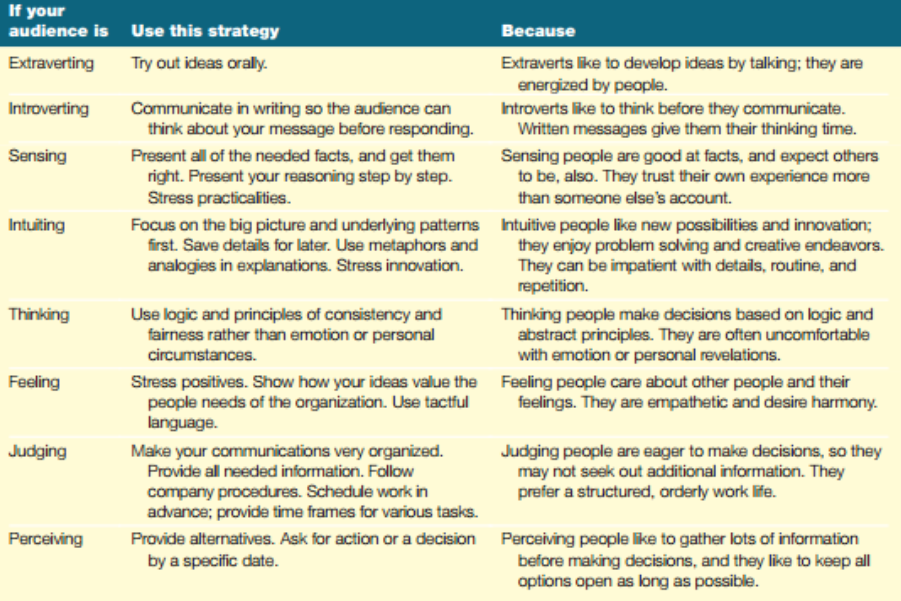 If your
audience is Use this strategy Because
Extraverting Try out ideas orally. Extraverts like to develop ideas by talking; they are
energized by people.
Introverting Communicate in writing so the audience can Introverts like to think before they communicate.
think about your message before responding. Written messages give them their thinking time.
Sensing Present all of the needed facts, and get them Sensing people are good at facts, and expect others
right. Present your reasoning step by step. to be, also. They trust their own experience more
Stress practicalities. than someone else's account.
Intuiting Focus on the big picture and underlying patterns Intuitive people like new possibilities and innovation;
first. Save details for later. Use metaphors and they enjoy problem solving and creative endeavors.
analogies in explanations. Stress innovation. They can be impatient with details, routine, and
repetition.
Thinking Use logic and principles of consistency and Thinking people make decisions based on logic and
fairness rather than emotion or personal abstract principles. They are often uncomfortable
circumstances. with emotion or personal revelations.
Feeling Stress positives. Show how your ideas value the Feeling people care about other people and their
people needs of the organization. Use tactful feelings. They are empathetic and desire harmony.
language.
Judging Make your communications very organized. Judging people are eager to make decisions, so they
Provide all needed information. Follow may not seek out additional information. They
company procedures. Schedule work in prefer a structured, orderly work life.
advance; provide time frames for various tasks.
Perceiving Provide alternatives. Ask for action or a decision Perceiving people like to gather lots of information
by a specific date. before making decisions, and they like to keep all
options open as long as possible.